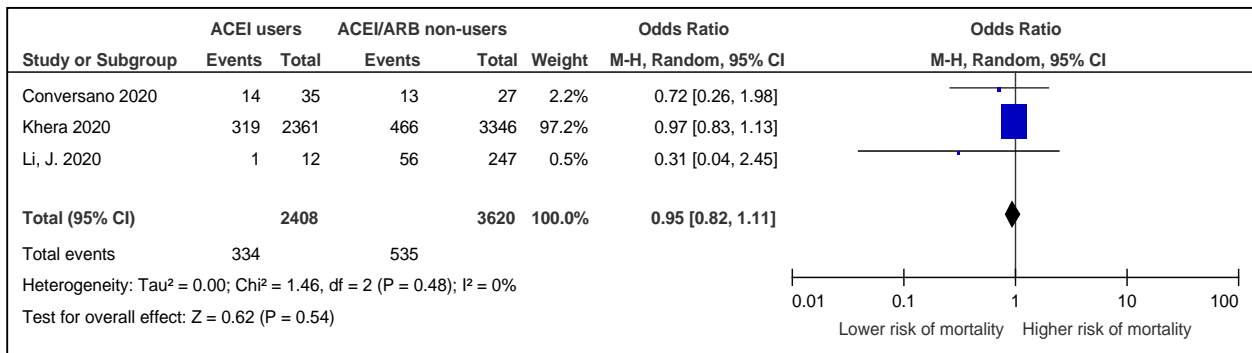 ACEI users ACEI/ARB non-users Odds Ratio Odds Ratio
Study or Subgroup Events Total Events Total Weight M-H, Random, 95% CI M-H, Random, 95% CI
Conversano 2020 14 35 13 27 2.2% 0.72 [0.26, 1.98]
Khera 2020 319 2361 466 3346 97.2% 0.97 [0.83, 1.13]
Li, J. 2020 1 12 56 247 0.5% 0.31 [0.04, 2.45]
Total (95% CI) 2408 3620 100.0% 0.95 [0.82, 1.11]
Total events 334 535
Heterogeneity: Tau² = 0.00; Chi² = 1.46, df = 2 (P = 0.48); I² = 0%
Test for overall effect: Z = 0.62 (P = 0.54)
0.01 0.1 1 10 100
Lower risk of mortality Higher risk of mortality